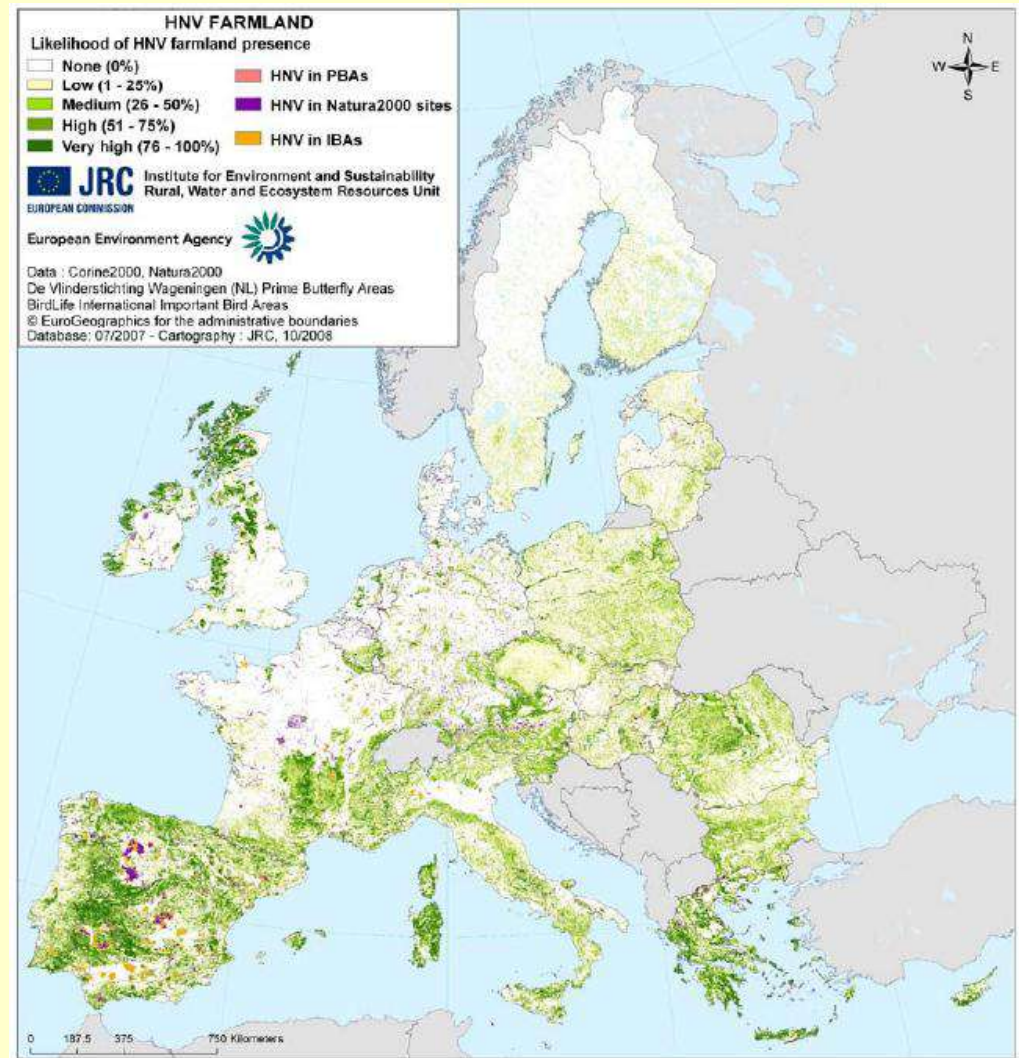 HNV FARMLAND
Likelihood of HNV farmland presence
None (0%)
Low (1 - 25%)
Medium (26 - 50%)
High (51 - 75%)
Very high (76 - 100%)
HNV in PBAs
HNV in Natura2000 sites
HNV in IBAs
JRC
EUROPEAN COMMISSION
Institute for Environment and Sustainability
Rural, Water and Ecosystem Resources Unit
European Environment Agency
Data : Corine2000, Natura2000
De Vlinderstichting Wageningen (NL) Prime Butterfly Areas
BirdLife International Important Bird Areas
© EuroGeographics for the administrative boundaries
Database: 07/2007 - Cartography : JRC, 10/2008
N
W E
S
0 187.5 375 750 Kilometers